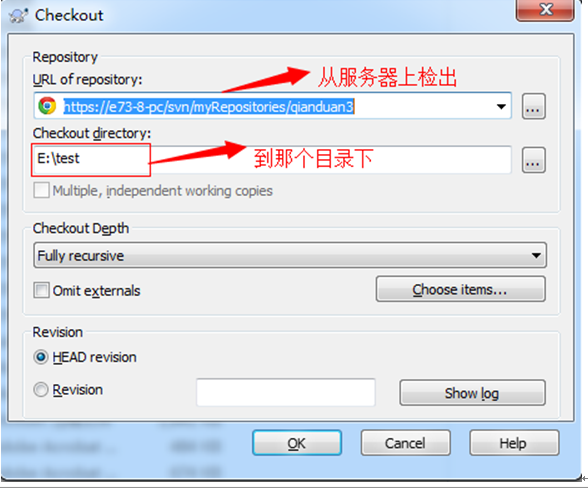 Checkout
Repository
URL of repository:
从服务器上检出
https://e73-8-pc/svn/myRepositories/qianduan3
...
Checkout directory:
E:\test
到那个目录下
...
Multiple, independent working copies
Checkout Depth
Fully recursive
Omit externals
Choose items...
Revision
HEAD revision
Revision
Show log
OK
Cancel
Help